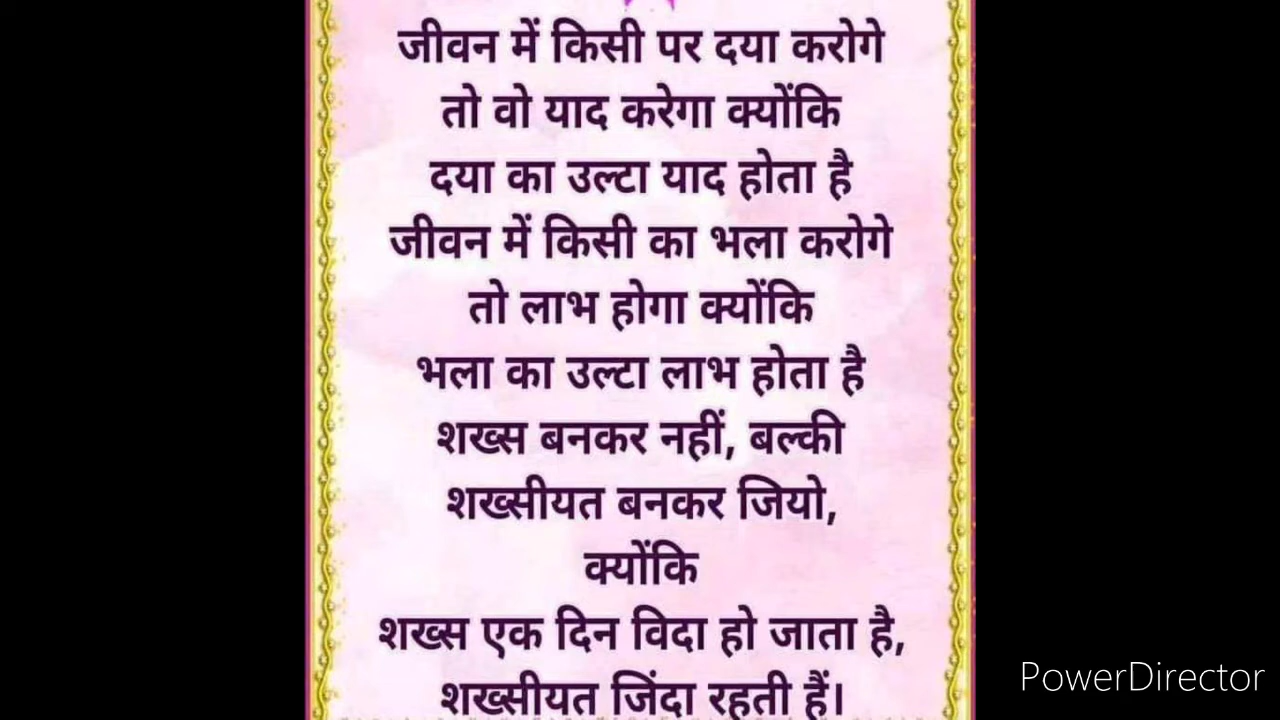 जीवन में किसी पर दया करोगे
तो वो याद करेगा क्योंकि
दया का उल्टा याद होता है
जीवन में किसी का भला करोगे
तो लाभ होगा क्योंकि
भला का उल्टा लाभ होता है
शख्स बनकर नहीं, बल्की
शख्सीयत बनकर जियो,
क्योंकि
शख्स एक दिन विदा हो जाता है,
शख्सीयत जिंदा रहती हैं।
PowerDirector